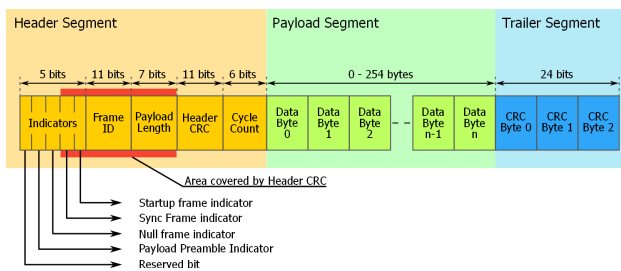 Header Segment
Payload Segment
Trailer Segment
5 bits
11 bits
7 bits
11 bits
6 bits
0 - 254 bytes
24 bits
Indicators
Frame
ID
Payload
Length
Header
CRC
Cycle
Count
Data
Byte
0
Data
Byte
1
Data
Byte
2
Data
Byte
n-1
Data
Byte
n
CRC
Byte 0
CRC
Byte 1
CRC
Byte 2
Area covered by Header CRC
Startup frame indicator
Sync Frame indicator
Null frame indicator
Payload Preamble Indicator
Reserved bit